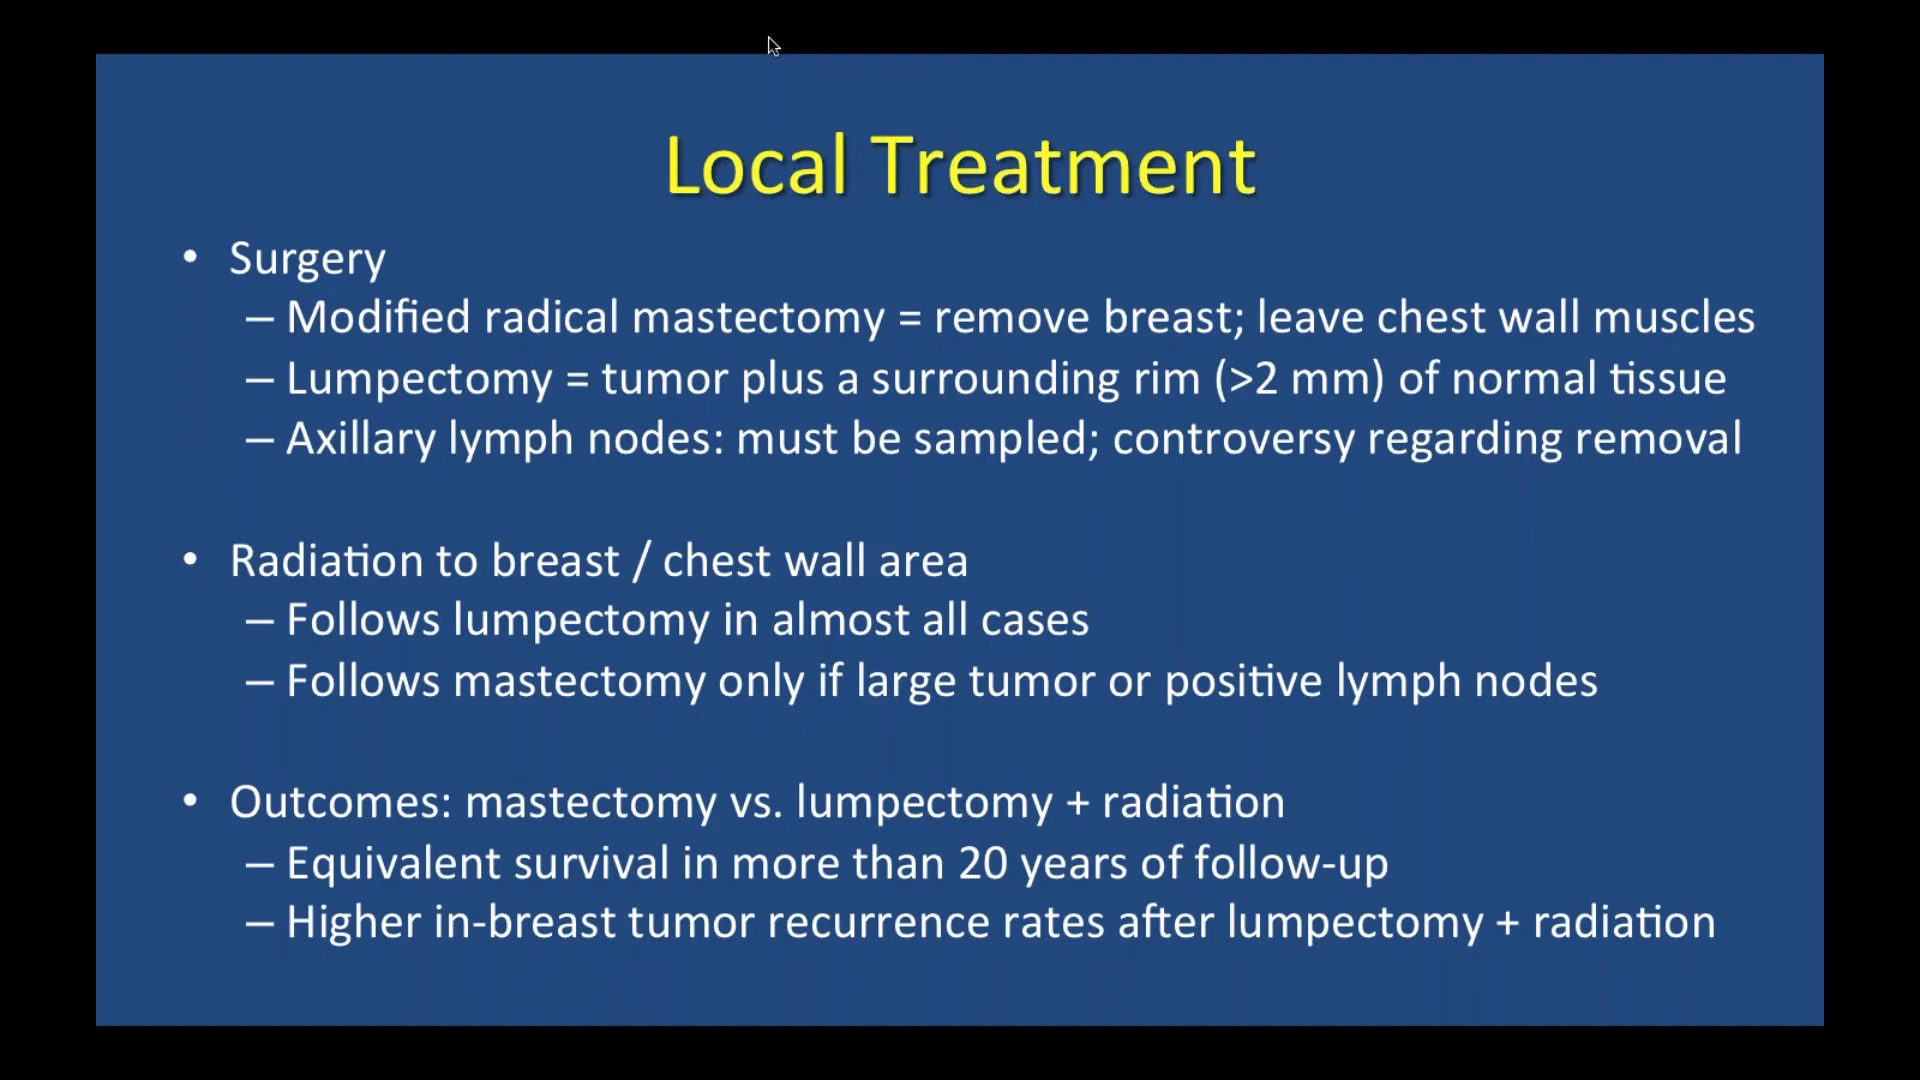 Local Treatment
• Surgery
– Modified radical mastectomy = remove breast; leave chest wall muscles
– Lumpectomy = tumor plus a surrounding rim (>2 mm) of normal tissue
– Axillary lymph nodes: must be sampled; controversy regarding removal
• Radiation to breast / chest wall area
– Follows lumpectomy in almost all cases
– Follows mastectomy only if large tumor or positive lymph nodes
• Outcomes: mastectomy vs. lumpectomy + radiation
– Equivalent survival in more than 20 years of follow-up
– Higher in-breast tumor recurrence rates after lumpectomy + radiation